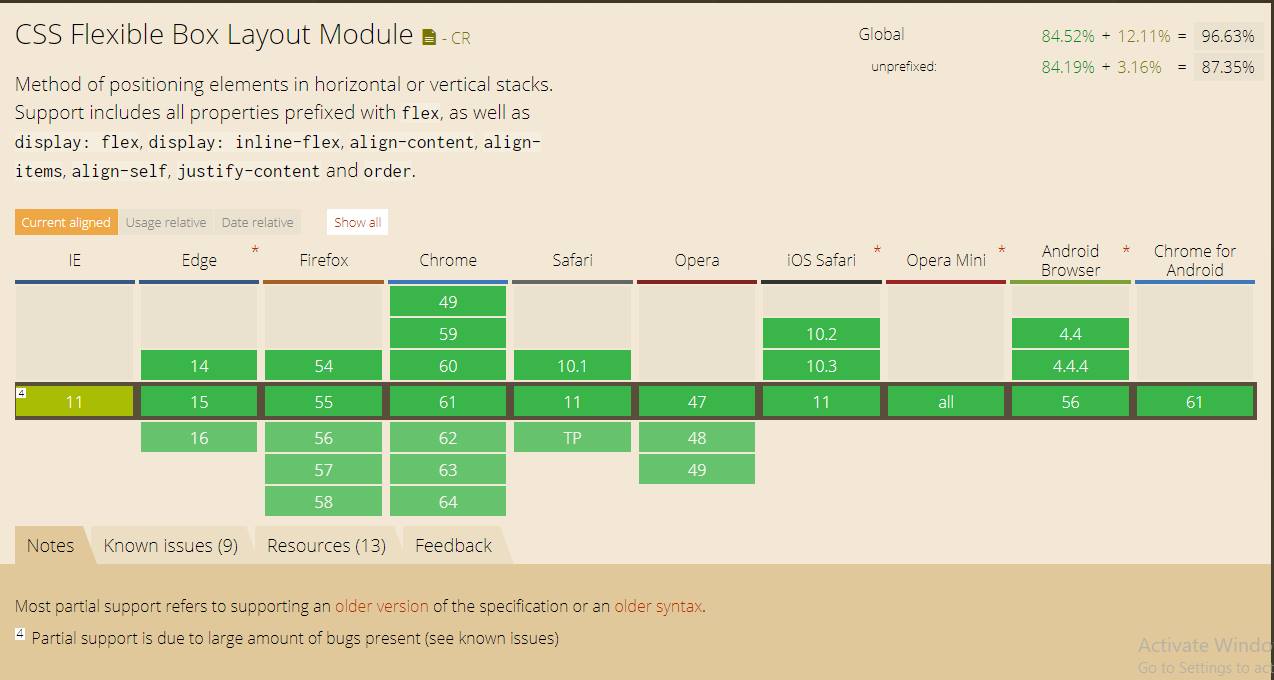 CSS Flexible Box Layout Module - CR
Global 84.52% + 12.11% = 96.63%
unprefixed: 84.19% + 3.16% = 87.35%
Method of positioning elements in horizontal or vertical stacks.
Support includes all properties prefixed with flex, as well as
display: flex, display: inline-flex, align-content, align-
items, align-self, justify-content and order.
Current aligned Usage relative Date relative Show all
IE Edge * Firefox Chrome Safari Opera iOS Safari * Opera Mini * Android Browser * Chrome for Android
49
59 10.2 4.4
14 54 60 10.1 10.3 4.4.4
4 11 15 55 61 11 47 11 all 56 61
16 56 62 TP 48
57 63 49
58 64
Notes Known issues (9) Resources (13) Feedback
Most partial support refers to supporting an older version of the specification or an older syntax.
4 Partial support is due to large amount of bugs present (see known issues)
Activate Windo
Go to Settings to act